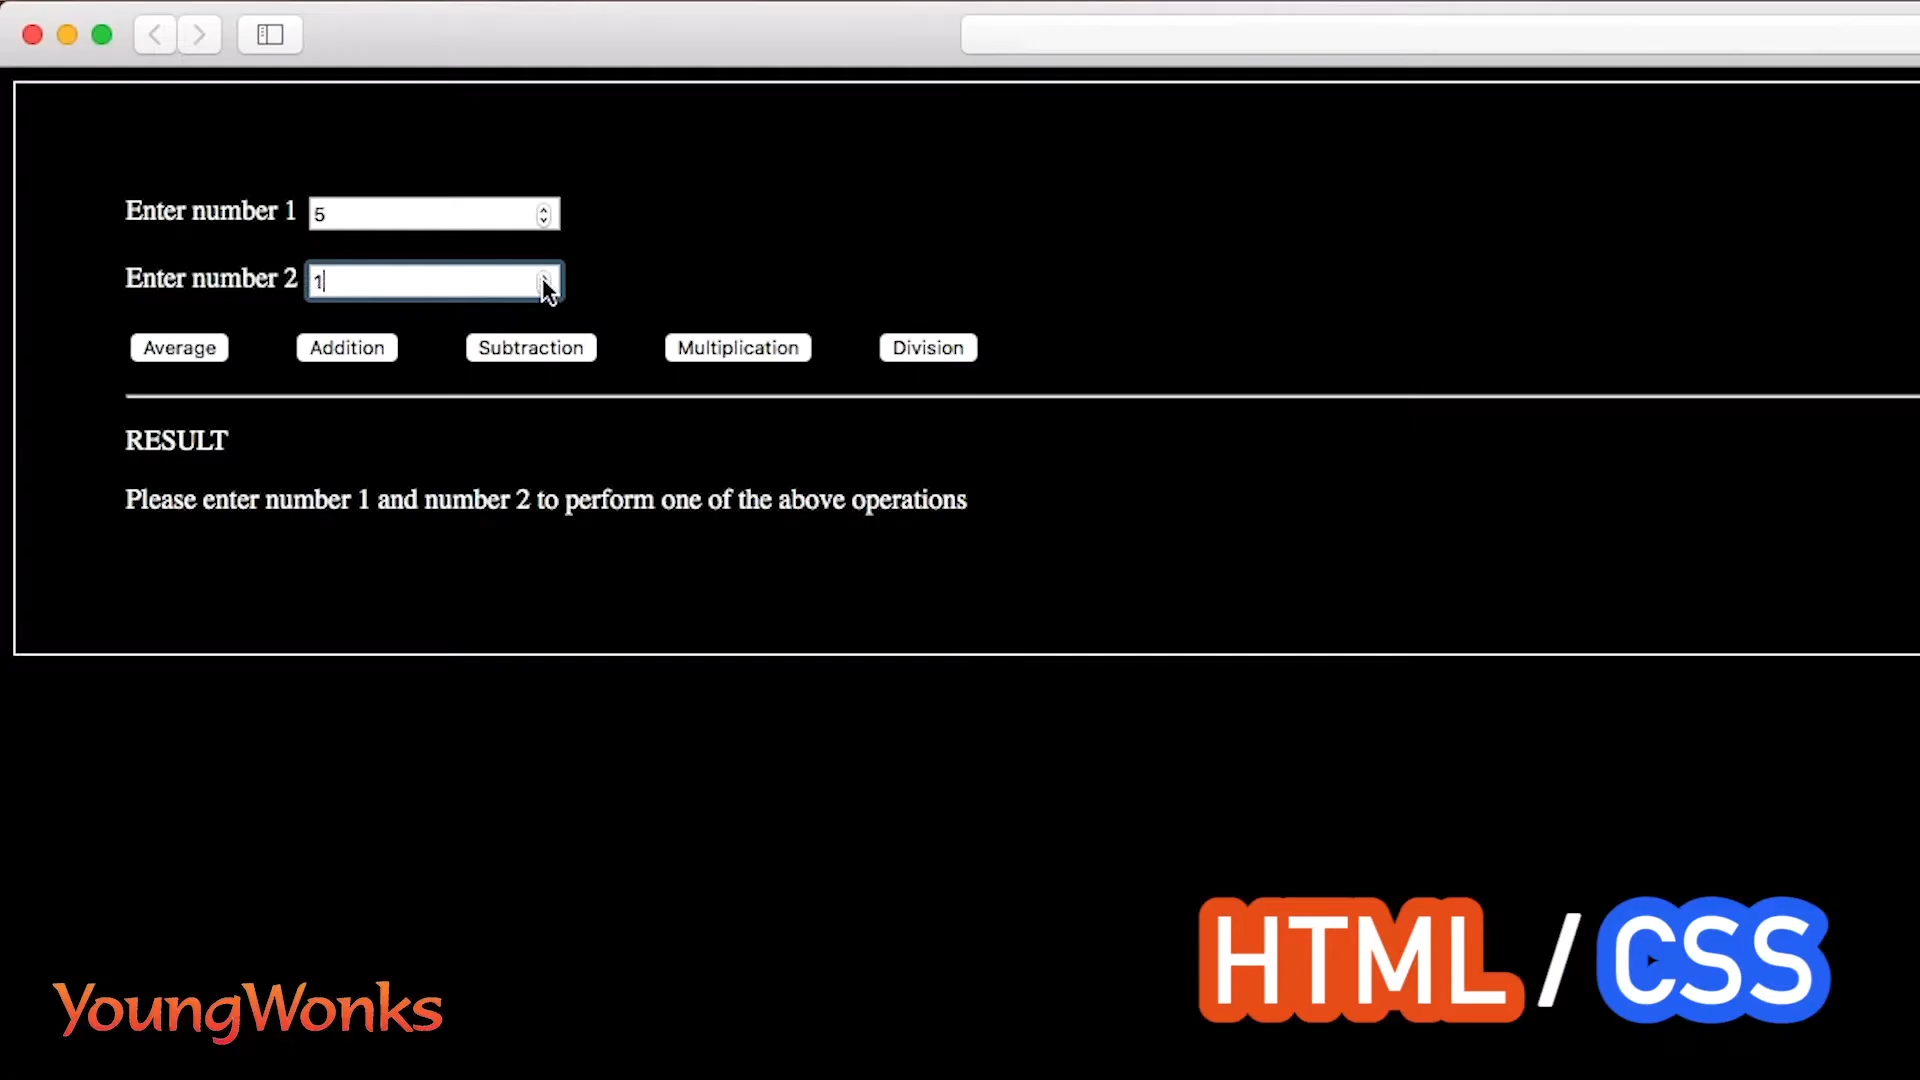 Enter number 1 5
Enter number 2 1
Average Addition Subtraction Multiplication Division
RESULT
Please enter number 1 and number 2 to perform one of the above operations
HTML / CSS
YoungWonks